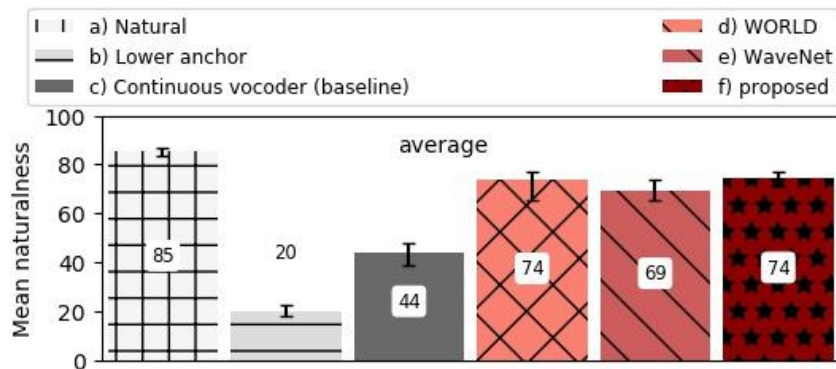 a) Natural
b) Lower anchor
c) Continuous vocoder (baseline)
d) WORLD
e) WaveNet
f) proposed
average
Mean naturalness
100
80
60
40
20
0
85
20
44
74
69
74